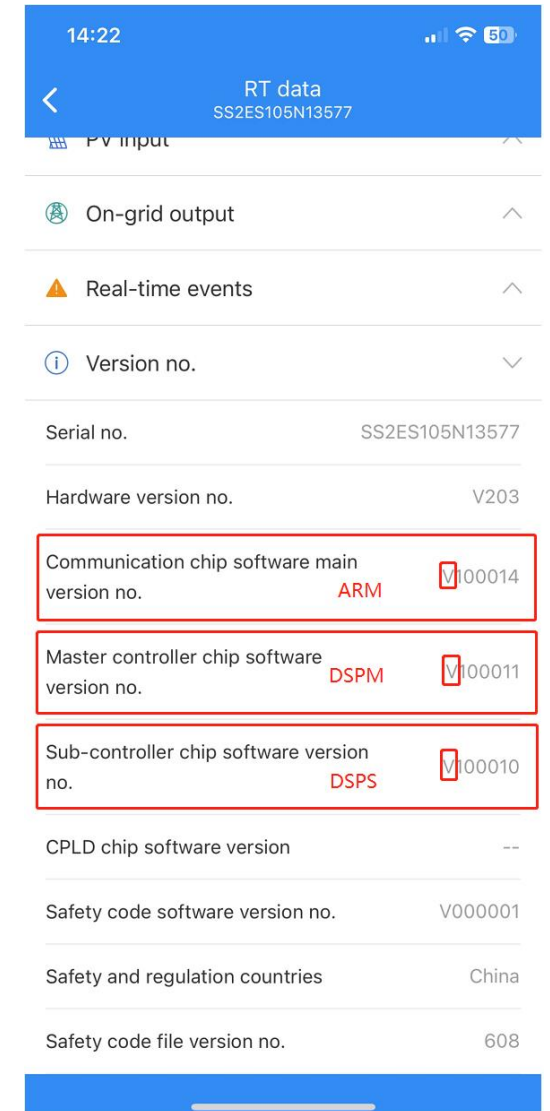 14:22
50
RT data
SS2ES105N13577
PV input
On-grid output
Real-time events
Version no.
Serial no. SS2ES105N13577
Hardware version no. V203
Communication chip software main
version no. ARM V100014
Master controller chip software
version no. DSPM V100011
Sub-controller chip software version
no. DSPS V100010
CPLD chip software version --
Safety code software version no. V000001
Safety and regulation countries China
Safety code file version no. 608